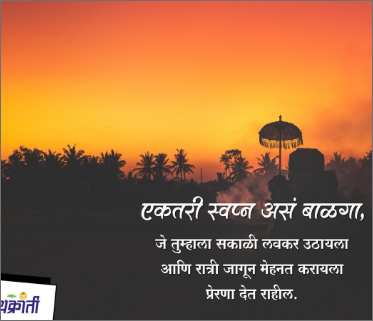 एकतरी स्वप्न असं बाळगा,
जे तुम्हाला सकाळी लवकर उठायला
आणि रात्री जागून मेहनत करायला
प्रेरणा देत राहील.